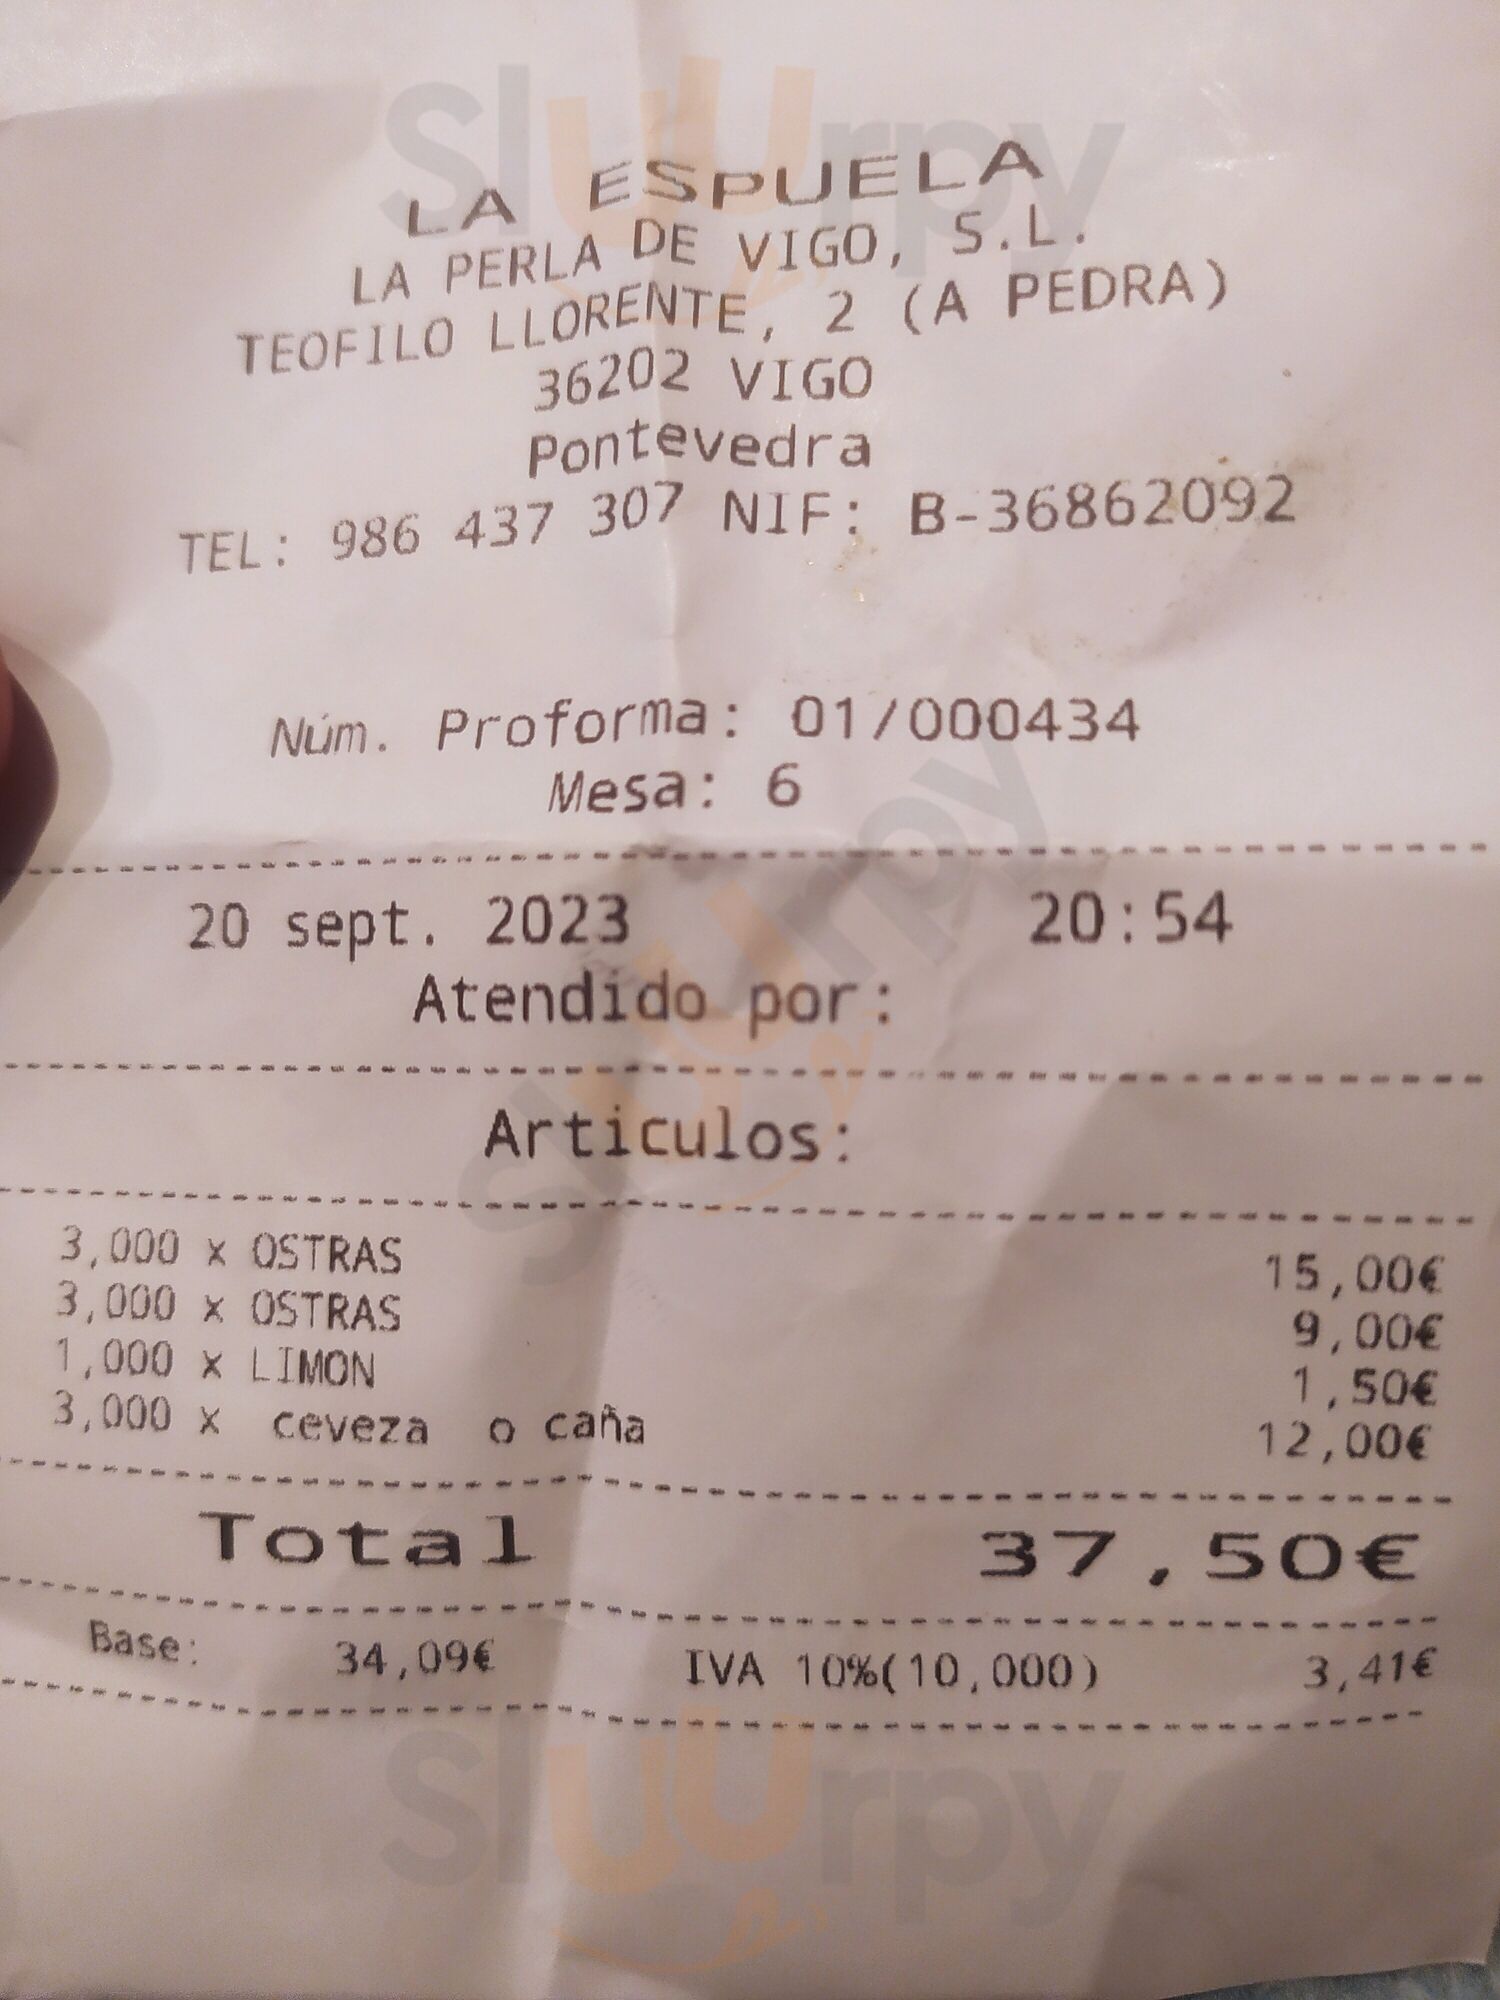 LA ESPUELA
LA PERLA DE VIGO, S.L.
TEOFILO LLORENTE, 2 (A PEDRA)
36202 VIGO
Pontevedra
TEL: 986 437 307 NIF: B-36862092
Núm. Proforma: 01/000434
Mesa: 6
20 sept. 2023 20:54
Atendido por:
Articulos:
3,000 x OSTRAS 15,00€
3,000 x OSTRAS 9,00€
1,000 x LIMON 1,50€
3,000 x ceveza o caña 12,00€
Total 37,50€
Base: 34,09€ IVA 10%(10,000) 3,41€
Sluurpy
Sluurpy
Sluurpy